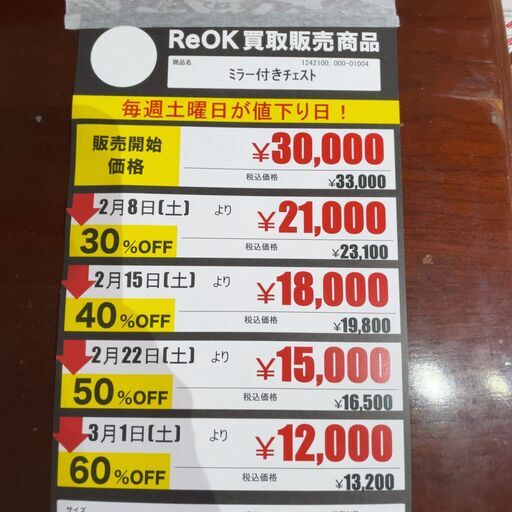 ReOK買取販売商品
商品名 1242100: 000-01004
ミラー付きチェスト
毎週土曜日が値下り日!
販売開始
価格
¥30,000
税込価格 ¥33,000
2月8日(土) より ¥21,000
30%OFF 税込価格 ¥23,100
2月15日(土) より ¥18,000
40%OFF 税込価格 ¥19,800
2月22日(土) より ¥15,000
50%OFF 税込価格 ¥16,500
3月1日(土) より ¥12,000
60%OFF 税込価格 ¥13,200
サイズ